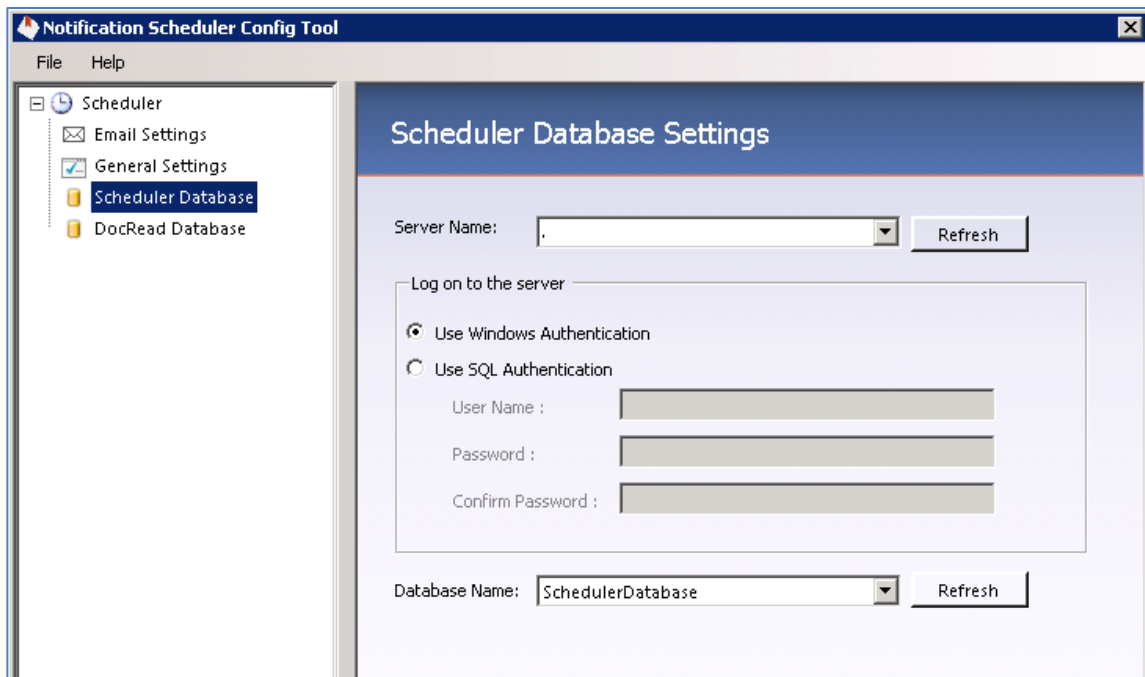 Notification Scheduler Config Tool
File Help
Scheduler
Email Settings
General Settings
Scheduler Database
DocRead Database
Scheduler Database Settings
Server Name: . Refresh
Log on to the server
Use Windows Authentication
Use SQL Authentication
User Name :
Password :
Confirm Password :
Database Name: SchedulerDatabase Refresh